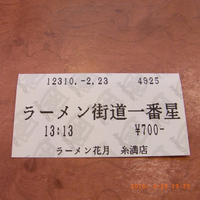 12310.-2.23 4925
ラーメン街道一番星
13:13 ¥700-
ラーメン花月 糸満店